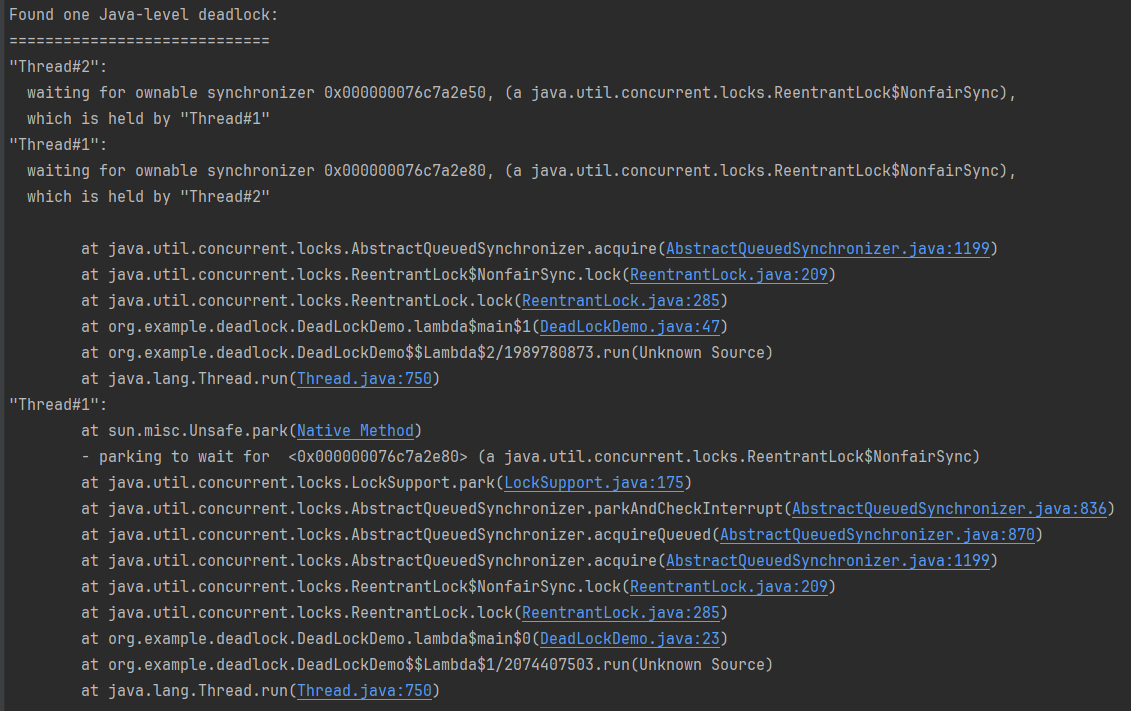 Found one Java-level deadlock:
=============================
"Thread#2":
  waiting for ownable synchronizer 0x000000076c7a2e50, (a java.util.concurrent.locks.ReentrantLock$NonfairSync),
  which is held by "Thread#1"
"Thread#1":
  waiting for ownable synchronizer 0x000000076c7a2e80, (a java.util.concurrent.locks.ReentrantLock$NonfairSync),
  which is held by "Thread#2"

        at java.util.concurrent.locks.AbstractQueuedSynchronizer.acquire(AbstractQueuedSynchronizer.java:1199)
        at java.util.concurrent.locks.ReentrantLock$NonfairSync.lock(ReentrantLock.java:209)
        at java.util.concurrent.locks.ReentrantLock.lock(ReentrantLock.java:285)
        at org.example.deadlock.DeadLockDemo.lambda$main$1(DeadLockDemo.java:47)
        at org.example.deadlock.DeadLockDemo$$Lambda$2/1989780873.run(Unknown Source)
        at java.lang.Thread.run(Thread.java:750)
"Thread#1":
        at sun.misc.Unsafe.park(Native Method)
        - parking to wait for  <0x000000076c7a2e80> (a java.util.concurrent.locks.ReentrantLock$NonfairSync)
        at java.util.concurrent.locks.LockSupport.park(LockSupport.java:175)
        at java.util.concurrent.locks.AbstractQueuedSynchronizer.parkAndCheckInterrupt(AbstractQueuedSynchronizer.java:836)
        at java.util.concurrent.locks.AbstractQueuedSynchronizer.acquireQueued(AbstractQueuedSynchronizer.java:870)
        at java.util.concurrent.locks.AbstractQueuedSynchronizer.acquire(AbstractQueuedSynchronizer.java:1199)
        at java.util.concurrent.locks.ReentrantLock$NonfairSync.lock(ReentrantLock.java:209)
        at java.util.concurrent.locks.ReentrantLock.lock(ReentrantLock.java:285)
        at org.example.deadlock.DeadLockDemo.lambda$main$0(DeadLockDemo.java:23)
        at org.example.deadlock.DeadLockDemo$$Lambda$1/2074407503.run(Unknown Source)
        at java.lang.Thread.run(Thread.java:750)